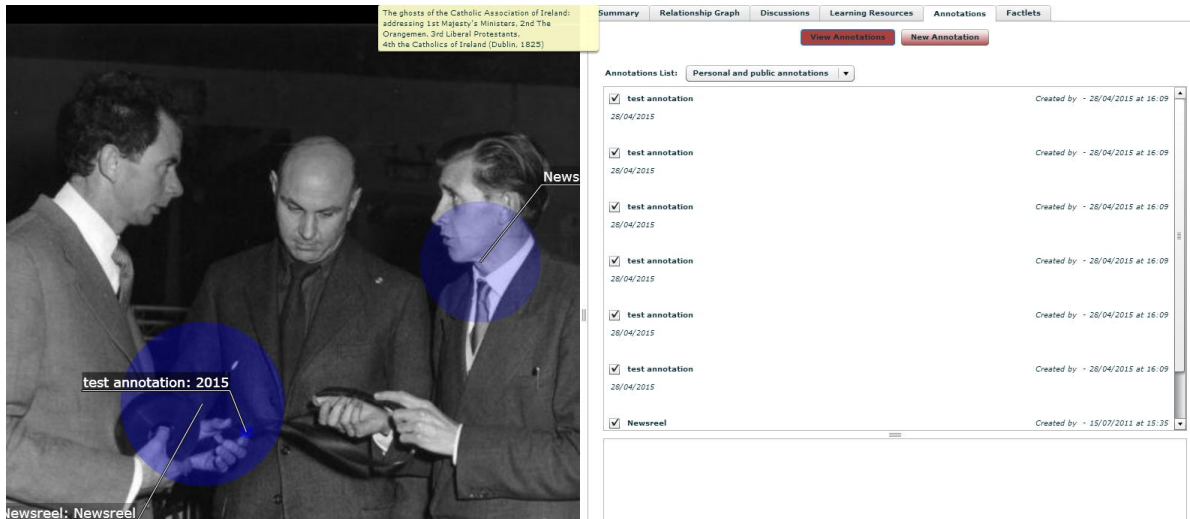 The ghosts of the Catholic Association of Ireland:
addressing 1st Majesty's Ministers, 2nd The
Orangemen, 3rd Liberal Protestants,
4th the Catholics of Ireland (Dublin, 1825)
News
test annotation: 2015
Newsreel: Newsreel
Summary Relationship Graph Discussions Learning Resources Annotations Factlets
View Annotations New Annotation
Annotations List: Personal and public annotations
test annotation Created by - 28/04/2015 at 16:09
28/04/2015
test annotation Created by - 28/04/2015 at 16:09
28/04/2015
test annotation Created by - 28/04/2015 at 16:09
28/04/2015
test annotation Created by - 28/04/2015 at 16:09
28/04/2015
test annotation Created by - 28/04/2015 at 16:09
28/04/2015
test annotation Created by - 28/04/2015 at 16:09
28/04/2015
Newsreel Created by - 15/07/2011 at 15:35